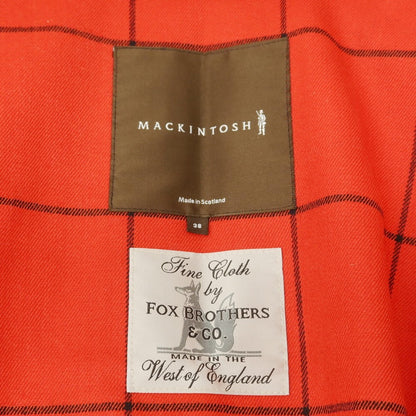 MACKINTOSH
Made in Scotland
38
Fine Cloth
by
FOX BROTHERS
& CO.
MADE IN THE
West of England